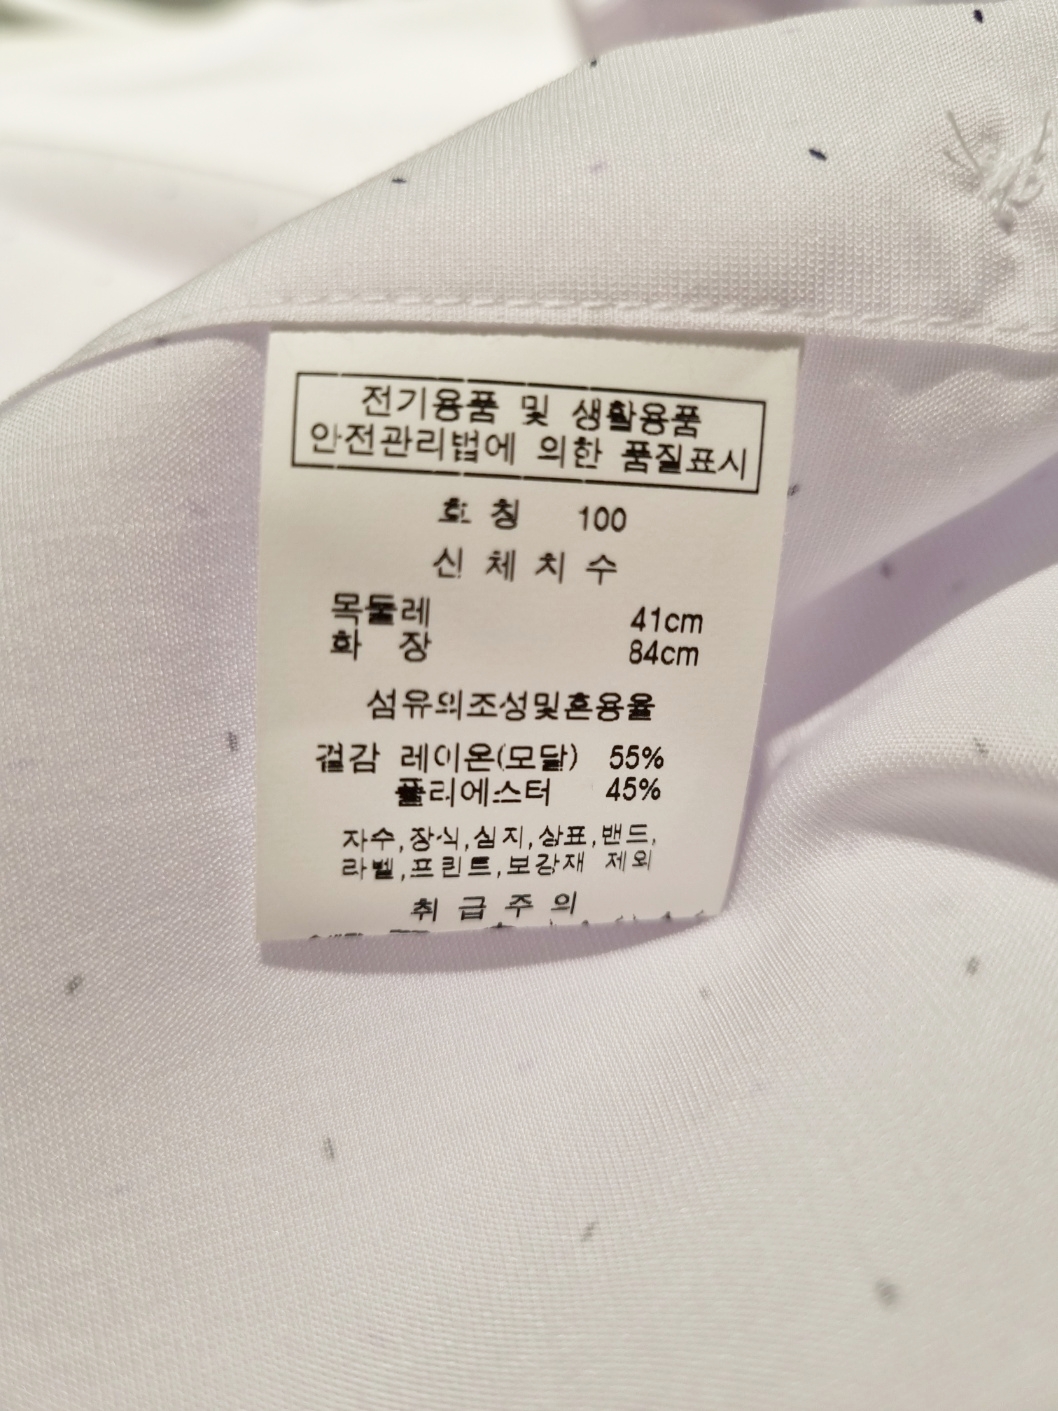 전기용품 및 생활용품
안전관리법에 의한 품질표시
호 칭 100
신 체 치 수
목둘레 41cm
화 장 84cm
섬유의조성및혼용율
겉감 레이온(모달) 55%
폴리에스터 45%
자수,장식,심지,상표,밴드,
라벨,프린트,보강재 제외
취 급 주 의